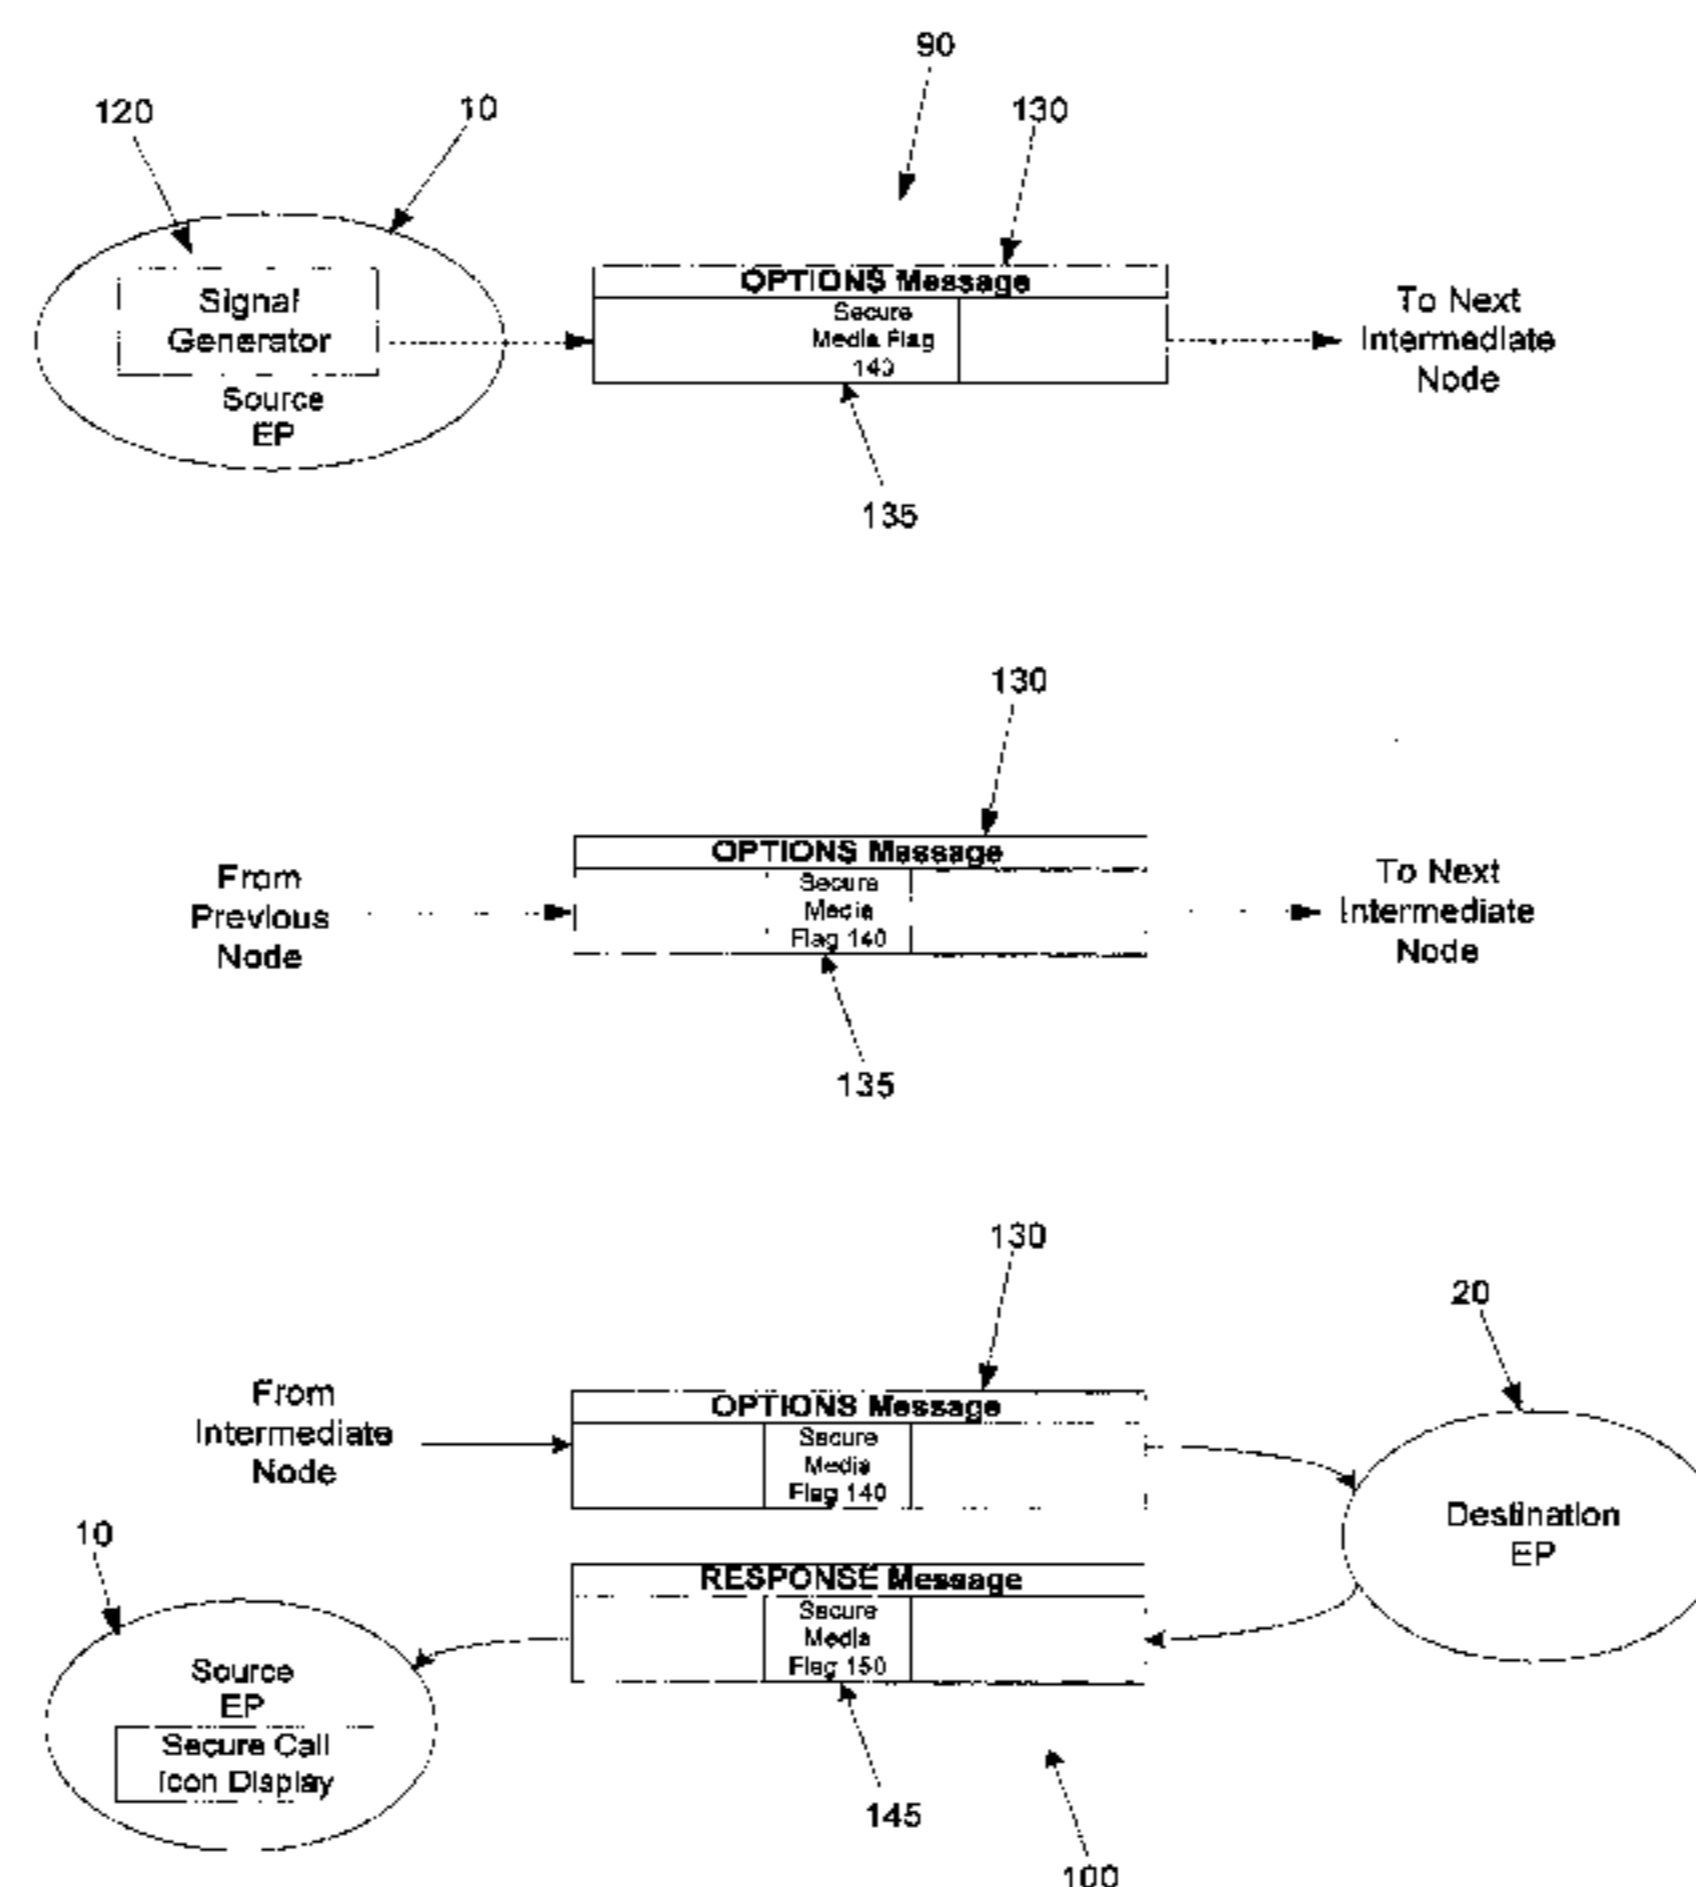 90
120
10
130
OPTIONS Message
Signal
Generator
Source
EP
Secure
Media Flag
140
To Next
Intermediate
Node
135
130
OPTIONS Message
From
Previous
Node
Secure
Media
Flag 140
To Next
Intermediate
Node
135
130
20
From
Intermediate
Node
OPTIONS Message
Secure
Media
Flag 140
Destination
EP
10
RESPONSE Message
Secure
Media
Flag 150
Source
EP
Secure Call
Icon Display
145
100